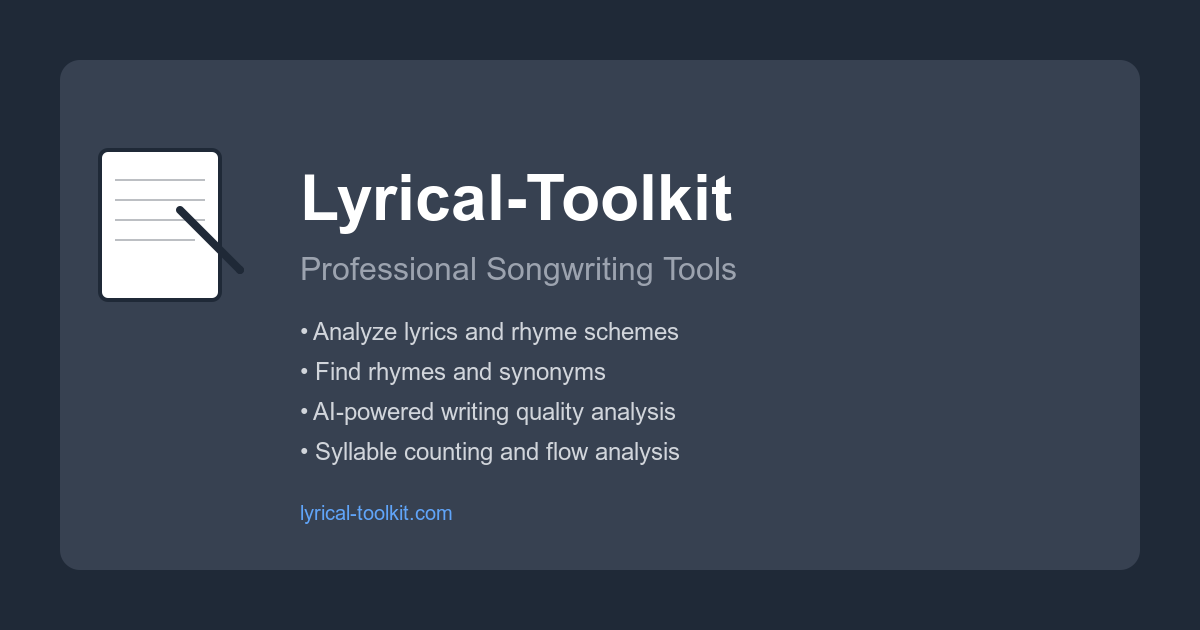 Lyrical-Toolkit
Professional Songwriting Tools
• Analyze lyrics and rhyme schemes
• Find rhymes and synonyms
• AI-powered writing quality analysis
• Syllable counting and flow analysis
lyrical-toolkit.com